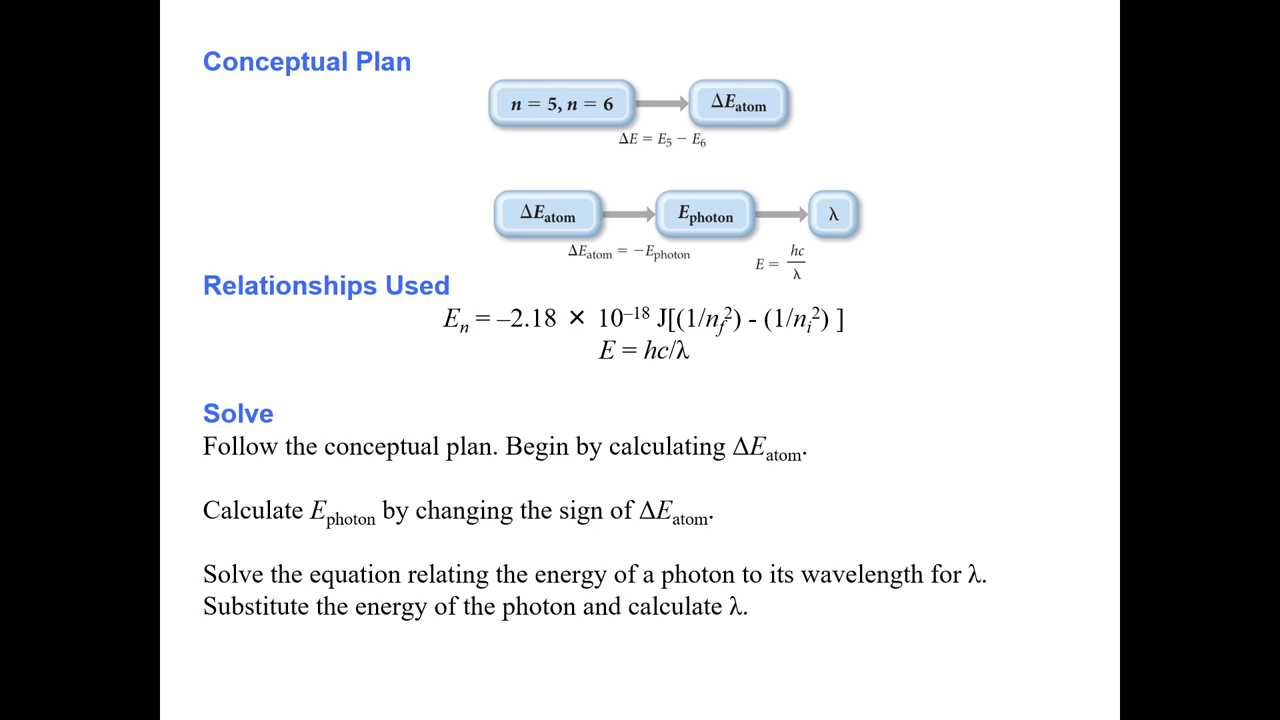 Conceptual Plan
n = 5, n = 6
ΔEatom
ΔE = E₅ − E₆
ΔEatom
Ephoton
λ
ΔEatom = −Ephoton
E = hc/λ
Relationships Used
Eₙ = –2.18 × 10⁻¹⁸ J[(1/n_f²) - (1/n_i²) ]
E = hc/λ
Solve
Follow the conceptual plan. Begin by calculating ΔEatom.
Calculate Ephoton by changing the sign of ΔEatom.
Solve the equation relating the energy of a photon to its wavelength for λ.
Substitute the energy of the photon and calculate λ.